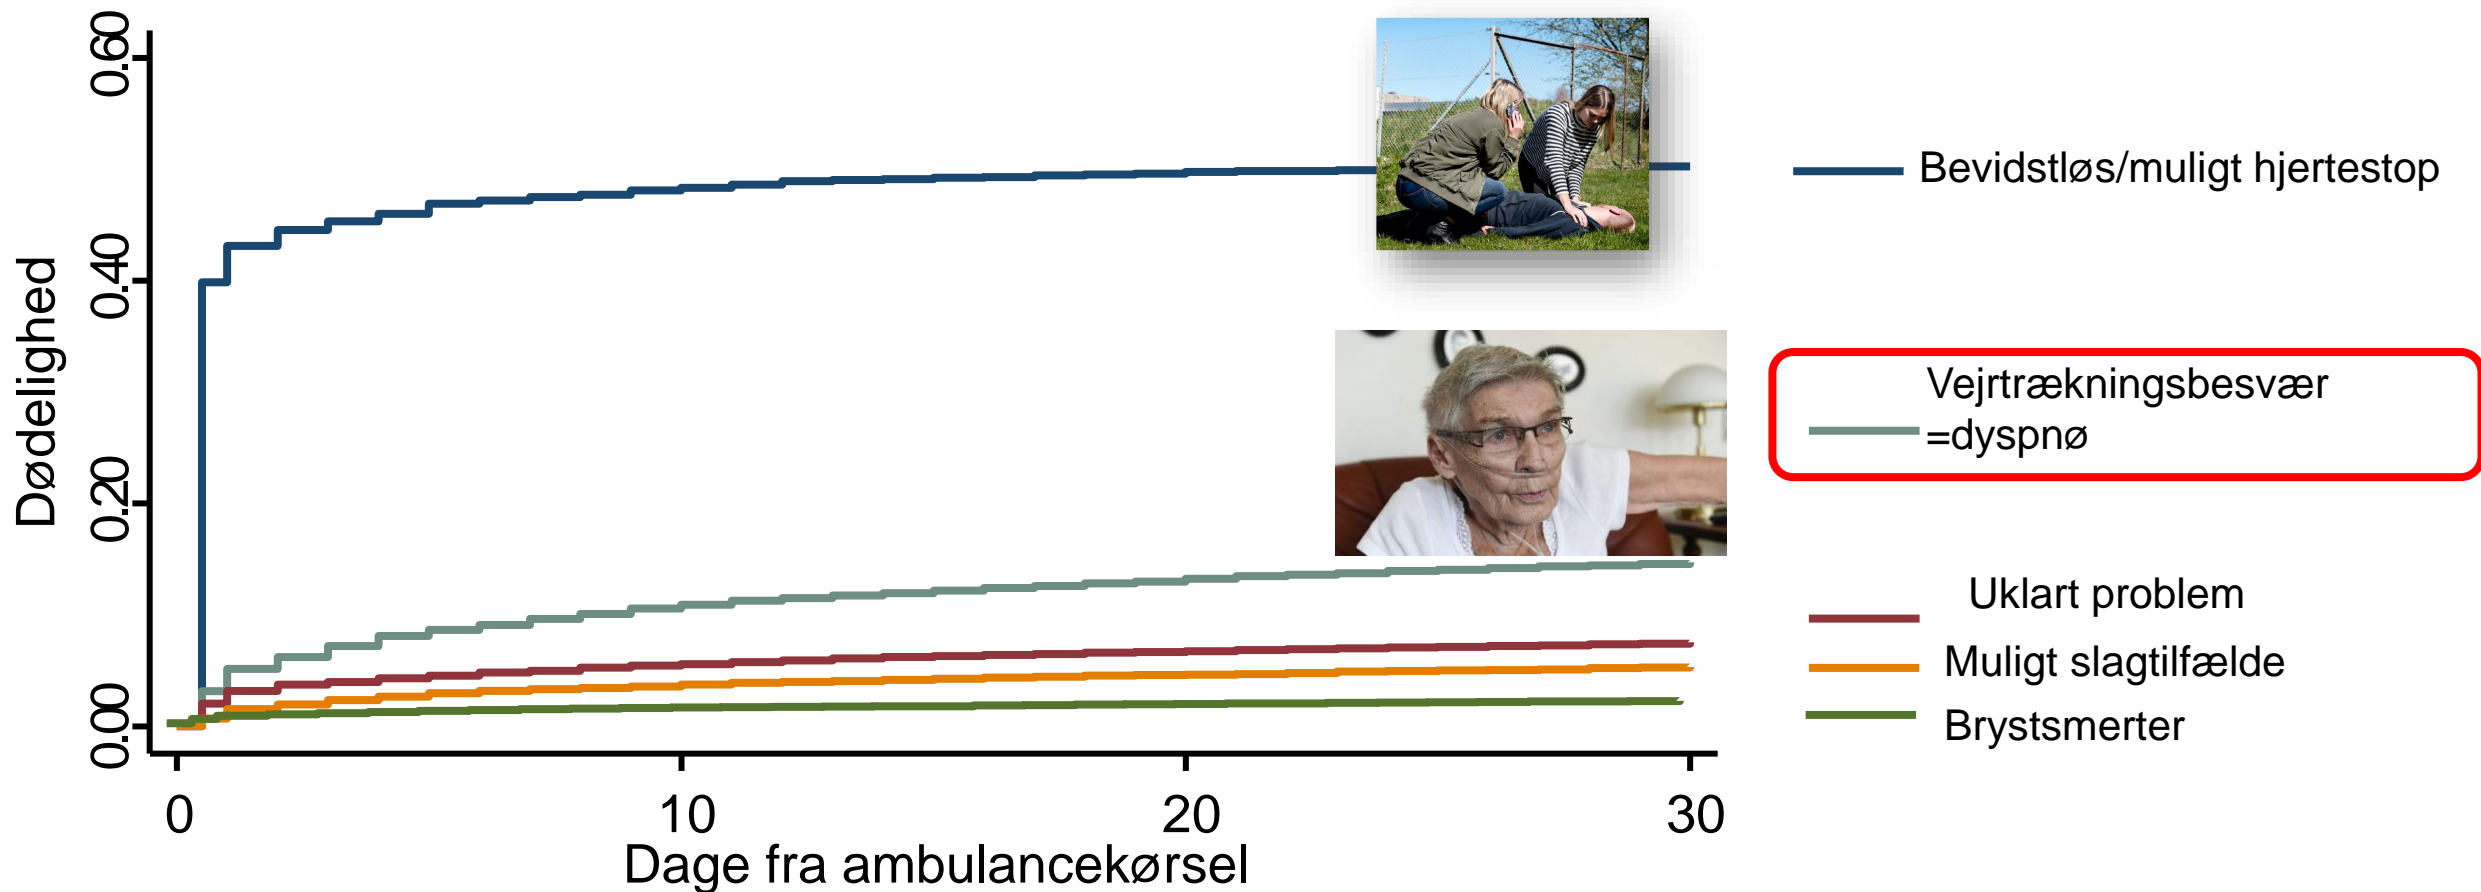 Dødelighed
0.60
0.40
0.20
0.00
0 10 20 30
Dage fra ambulancekørsel
Bevidstløs/muligt hjertestop
Vejrtrækningsbesvær
=dyspnø
Uklart problem
Muligt slagtilfælde
Brystsmerter